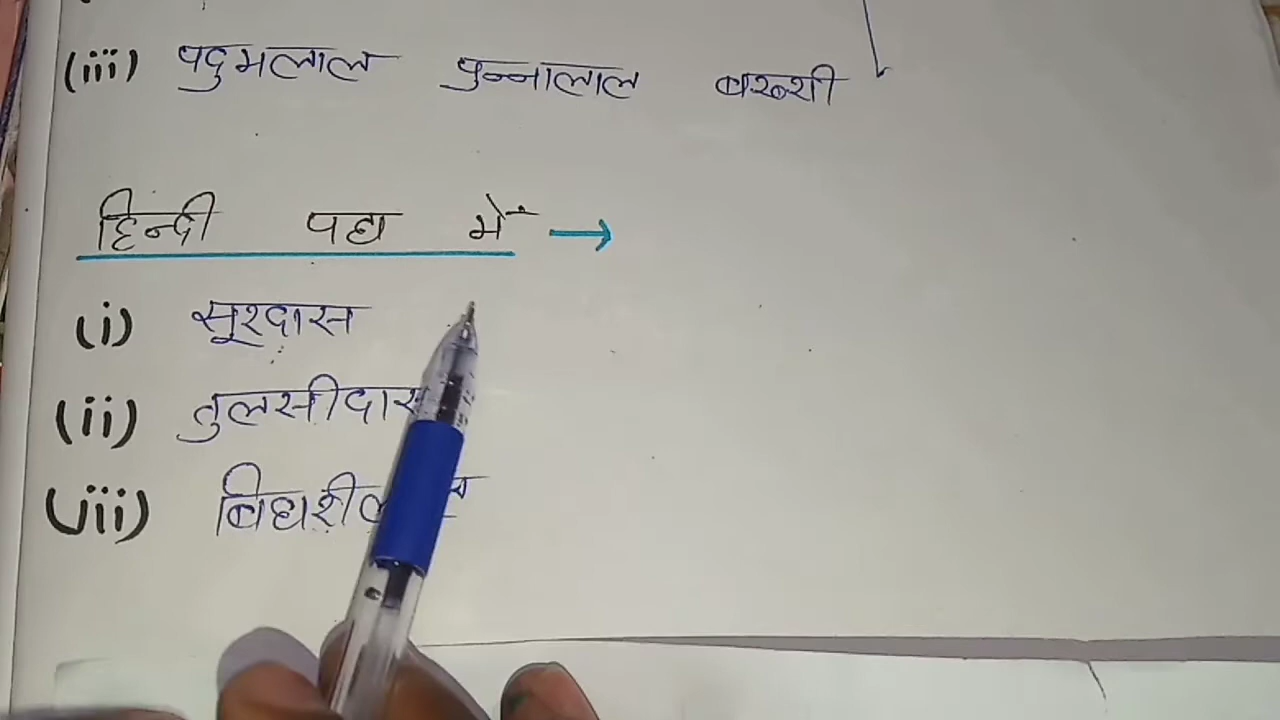 (iii) पदुमलाल पुन्नालाल बख्शी
हिन्दी पद्य में →
(i) सूरदास
(ii) तुलसीदास
(iii)